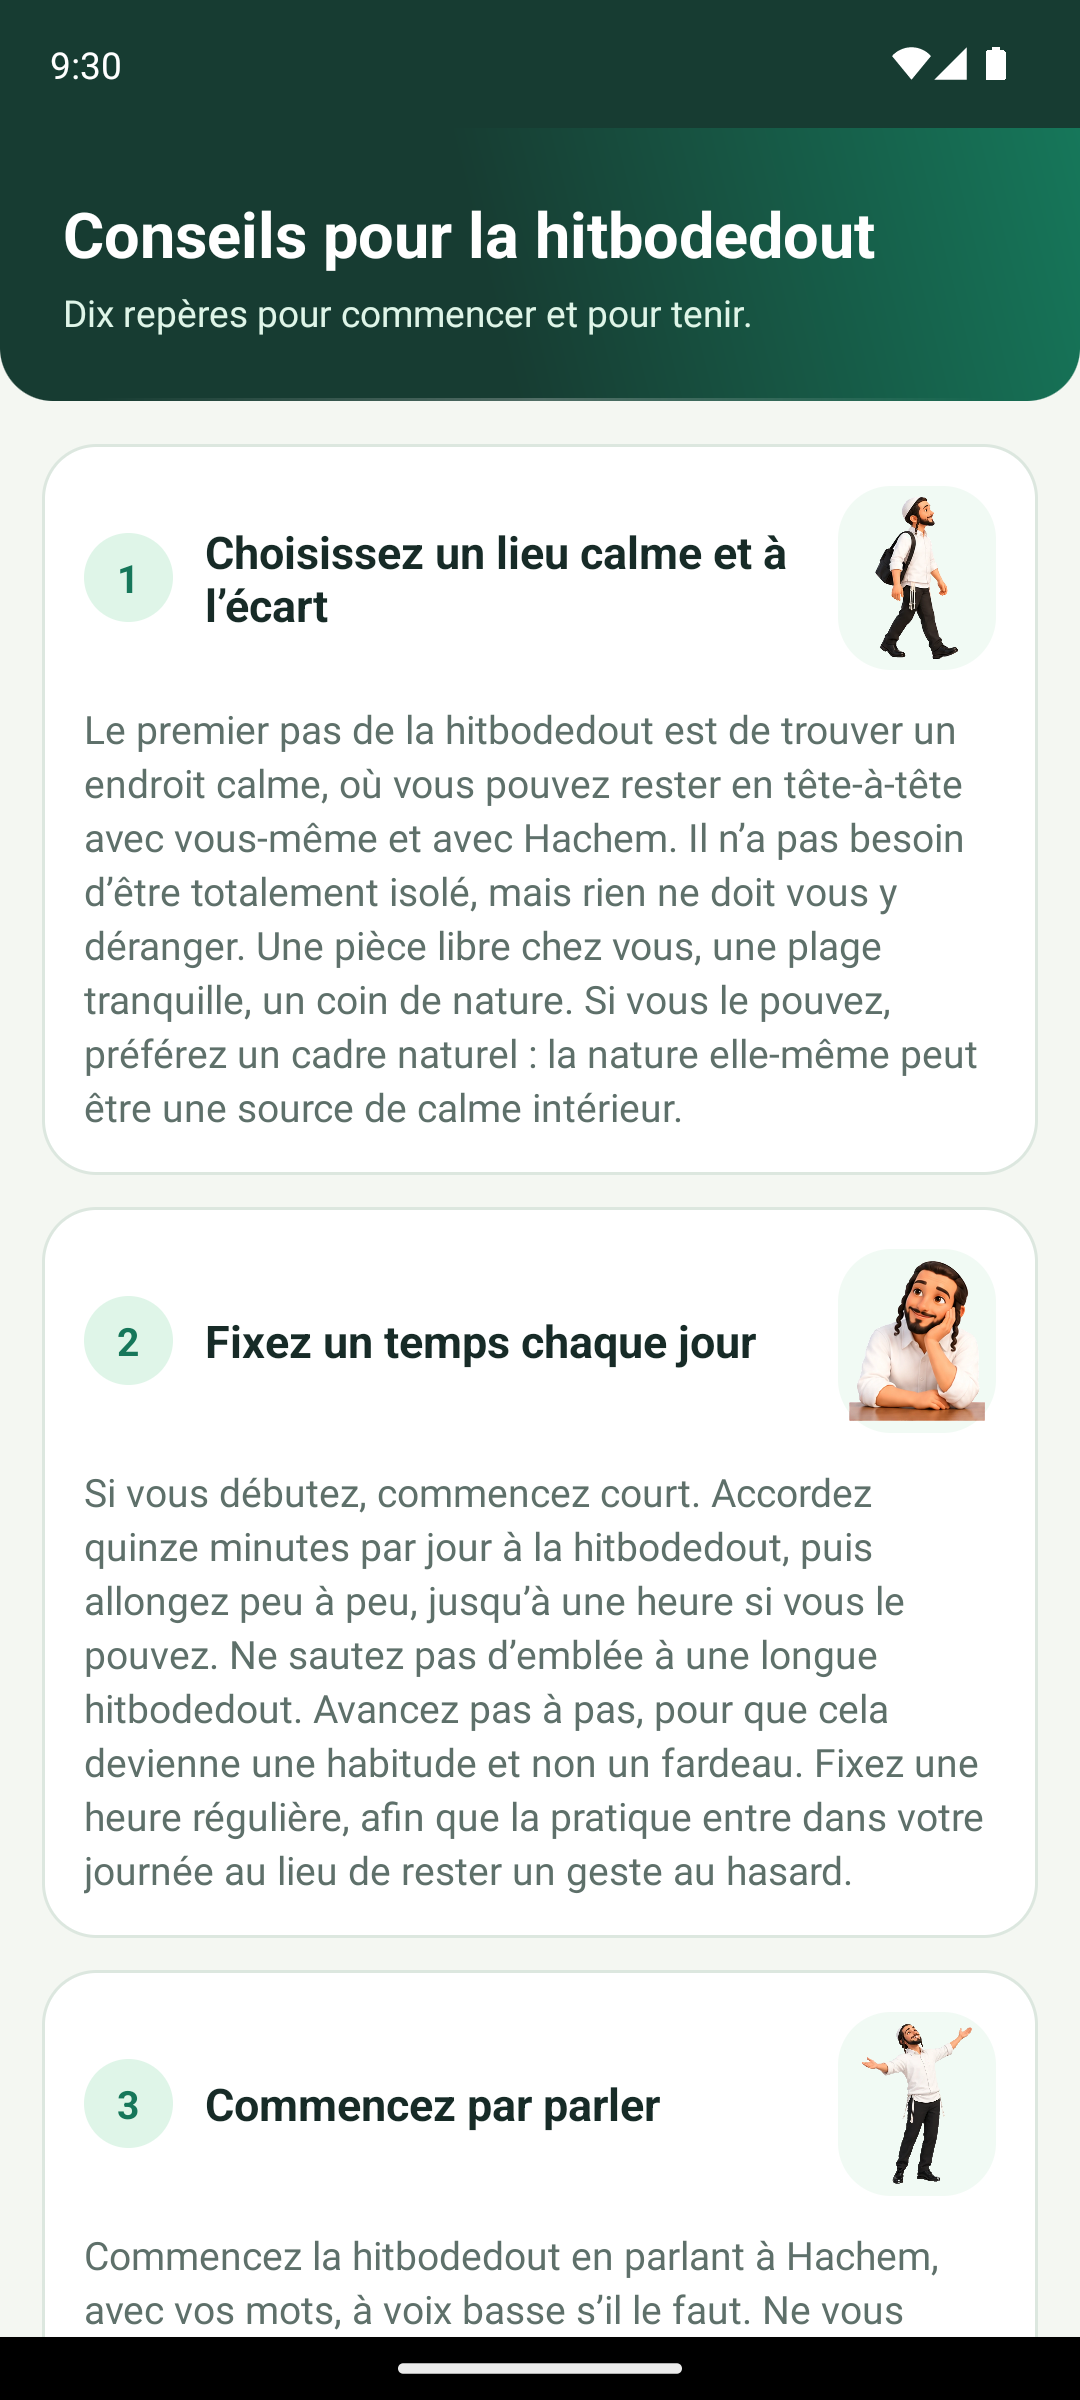 9:30
Conseils pour la hitbodedout
Dix repères pour commencer et pour tenir.
1
Choisissez un lieu calme et à
l’écart
Le premier pas de la hitbodedout est de trouver un
endroit calme, où vous pouvez rester en tête-à-tête
avec vous-même et avec Hachem. Il n’a pas besoin
d’être totalement isolé, mais rien ne doit vous y
déranger. Une pièce libre chez vous, une plage
tranquille, un coin de nature. Si vous le pouvez,
préférez un cadre naturel : la nature elle-même peut
être une source de calme intérieur.
2
Fixez un temps chaque jour
Si vous débutez, commencez court. Accordez
quinze minutes par jour à la hitbodedout, puis
allongez peu à peu, jusqu’à une heure si vous le
pouvez. Ne sautez pas d’emblée à une longue
hitbodedout. Avancez pas à pas, pour que cela
devienne une habitude et non un fardeau. Fixez une
heure régulière, afin que la pratique entre dans votre
journée au lieu de rester un geste au hasard.
3
Commencez par parler
Commencez la hitbodedout en parlant à Hachem,
avec vos mots, à voix basse s’il le faut. Ne vous